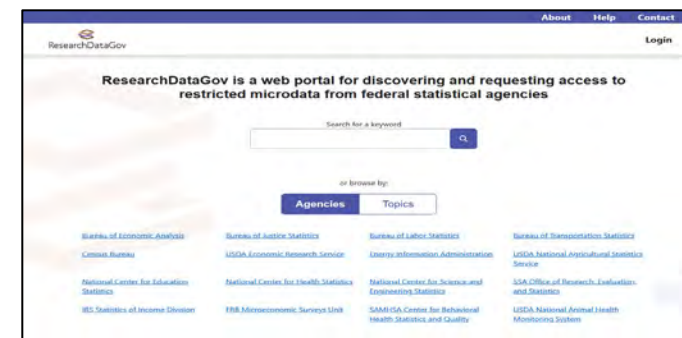 About Help Contact
ResearchDataGov
Login
ResearchDataGov is a web portal for discovering and requesting access to
restricted microdata from federal statistical agencies
Search for a keyword
or browse by:
Agencies Topics
Bureau of Economic Analysis
Bureau of Justice Statistics
Bureau of Labor Statistics
Bureau of Transportation Statistics
Census Bureau
USDA Economic Research Service
Energy Information Administration
USDA National Agricultural Statistics
Service
National Center for Education
Statistics
National Center for Health Statistics
National Center for Science and
Engineering Statistics
SSA Office of Research, Evaluation,
and Statistics
IRS Statistics of Income Division
FRB Microeconomic Surveys Unit
SAMHSA Center for Behavioral
Health Statistics and Quality
USDA National Animal Health
Monitoring System